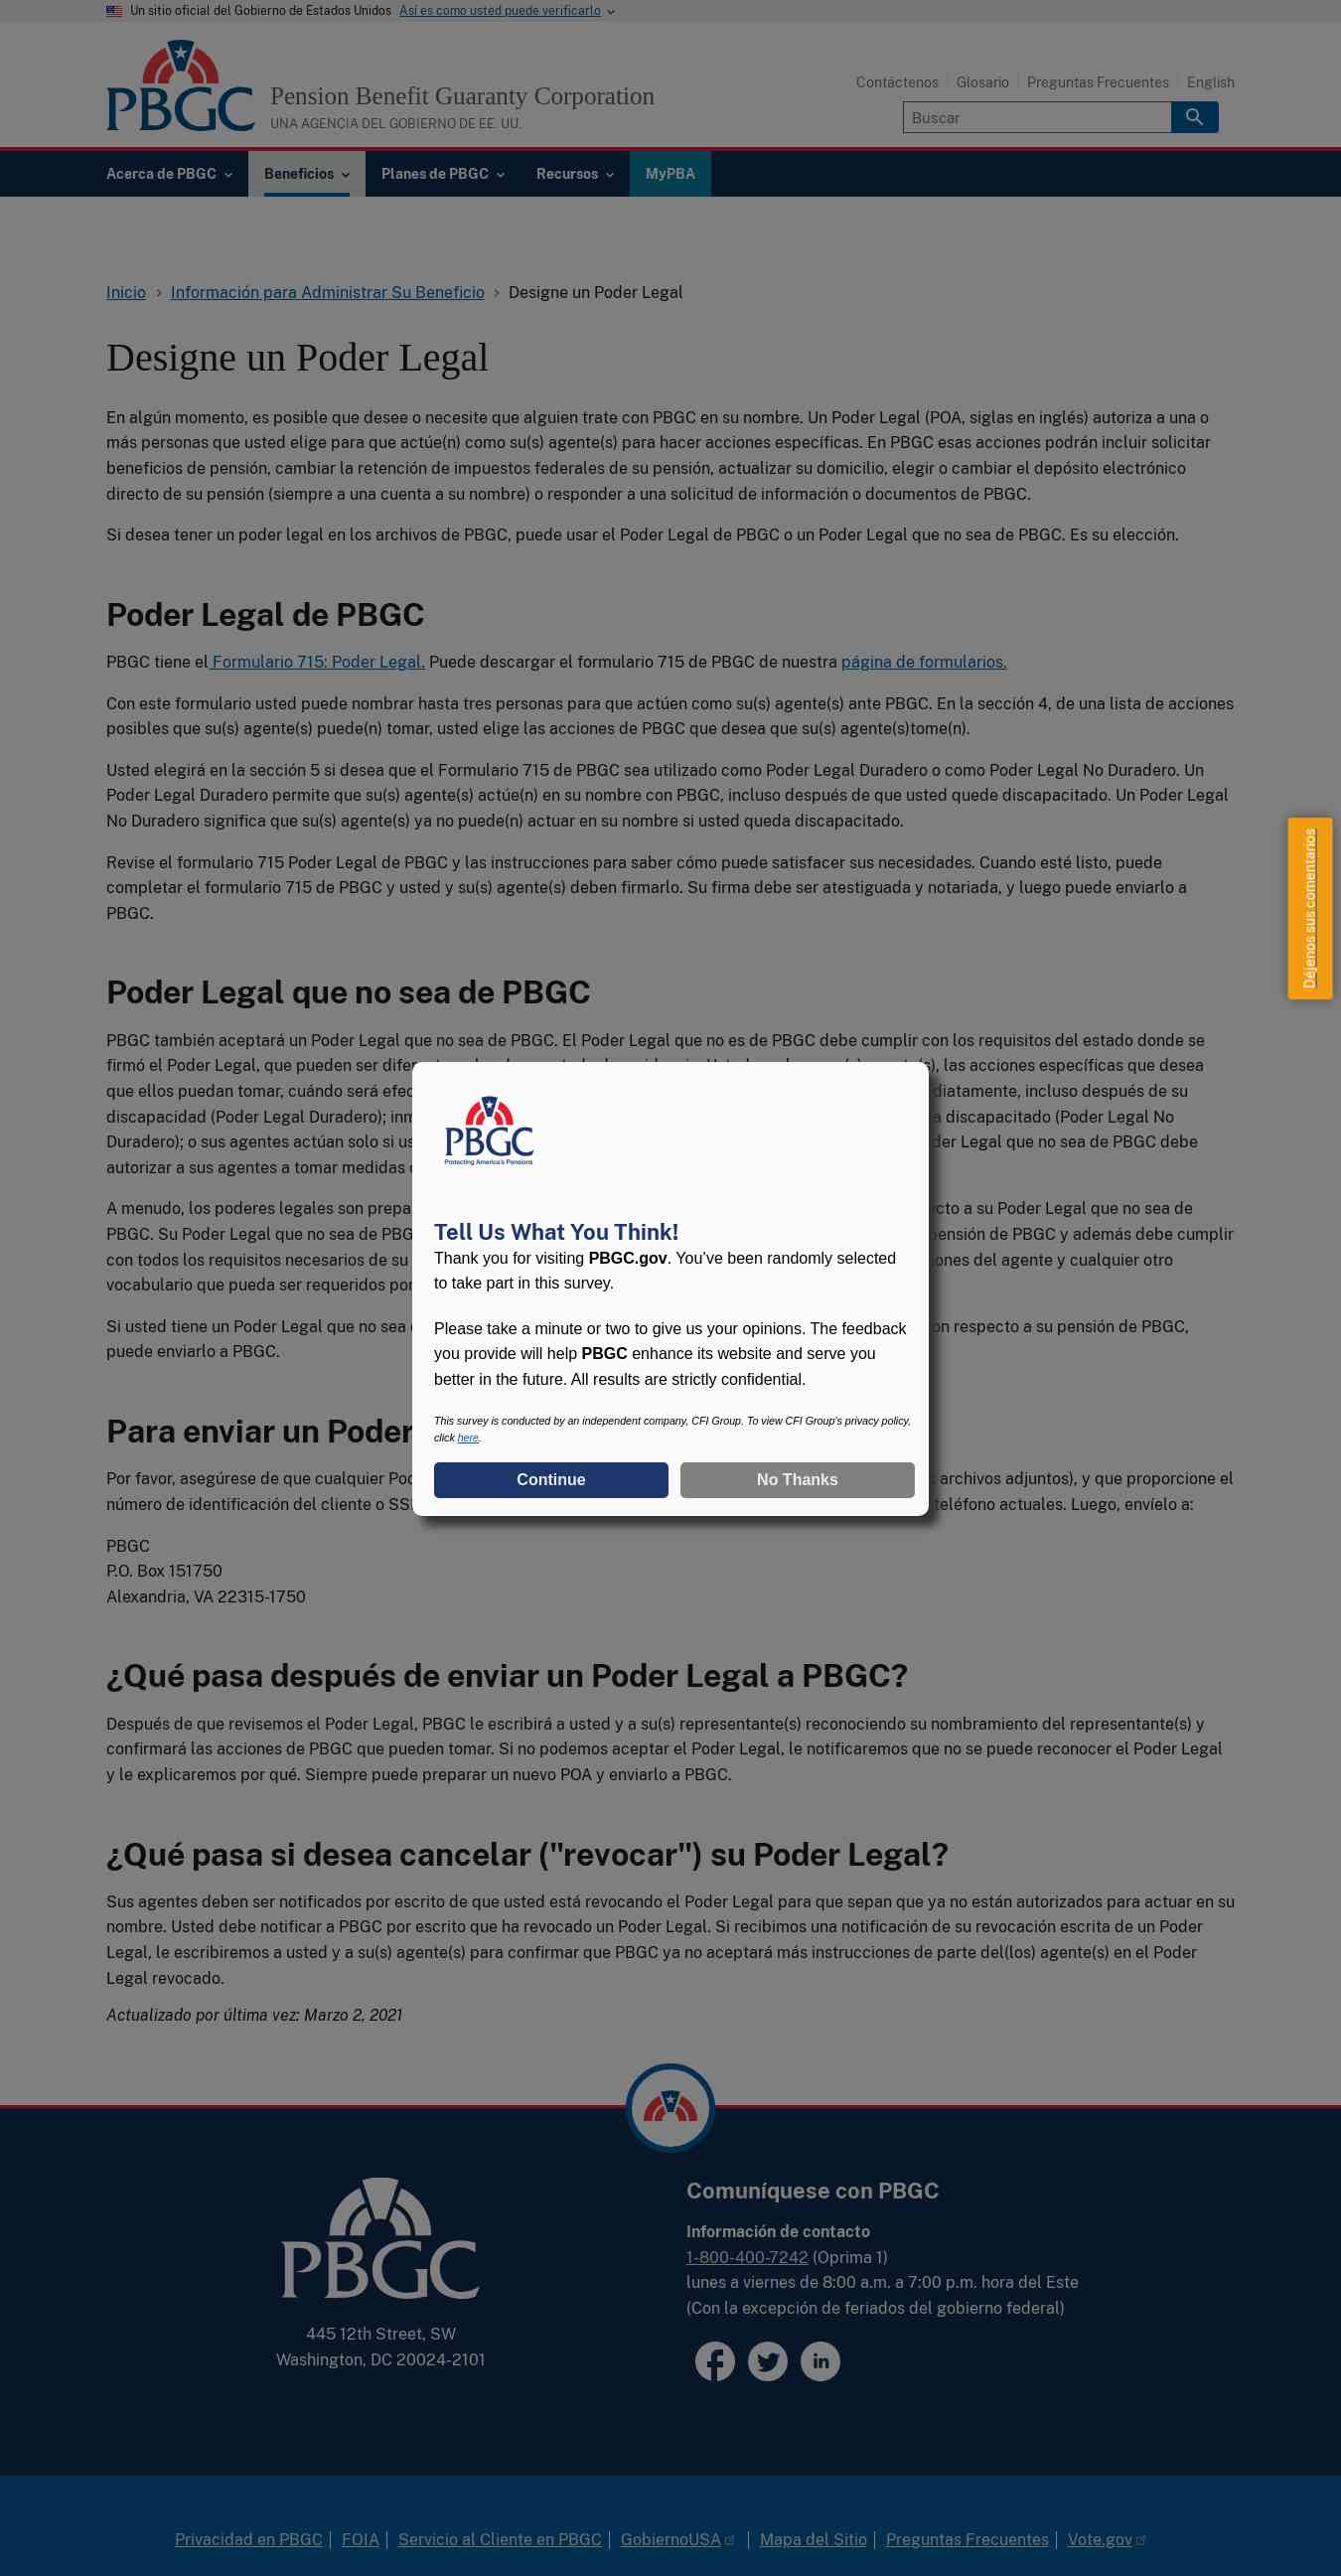 Un sitio oficial del Gobierno de Estados Unidos Así es como usted puede verificarlo
PBGC
Pension Benefit Guaranty Corporation
UNA AGENCIA DEL GOBIERNO DE EE. UU.
Contáctenos Glosario Preguntas Frecuentes English
Buscar
Acerca de PBGC Beneficios Planes de PBGC Recursos MyPBA
Inicio Información para Administrar Su Beneficio Designe un Poder Legal
Designe un Poder Legal
En algún momento, es posible que desee o necesite que alguien trate con PBGC en su nombre. Un Poder Legal (POA, siglas en inglés) autoriza a una o
más personas que usted elige para que actúe(n) como su(s) agente(s) para hacer acciones específicas. En PBGC esas acciones podrán incluir solicitar
beneficios de pensión, cambiar la retención de impuestos federales de su pensión, actualizar su domicilio, elegir o cambiar el depósito electrónico
directo de su pensión (siempre a una cuenta a su nombre) o responder a una solicitud de información o documentos de PBGC.
Si desea tener un poder legal en los archivos de PBGC, puede usar el Poder Legal de PBGC o un Poder Legal que no sea de PBGC. Es su elección.
Poder Legal de PBGC
PBGC tiene el Formulario 715: Poder Legal. Puede descargar el formulario 715 de PBGC de nuestra página de formularios.
Con este formulario usted puede nombrar hasta tres personas para que actúen como su(s) agente(s) ante PBGC. En la sección 4, de una lista de acciones
posibles que su(s) agente(s) puede(n) tomar, usted elige las acciones de PBGC que desea que su(s) agente(s)tome(n).
Usted elegirá en la sección 5 si desea que el Formulario 715 de PBGC sea utilizado como Poder Legal Duradero o como Poder Legal No Duradero. Un
Poder Legal Duradero permite que su(s) agente(s) actúe(n) en su nombre con PBGC, incluso después de que usted quede discapacitado. Un Poder Legal
No Duradero significa que su(s) agente(s) ya no puede(n) actuar en su nombre si usted queda discapacitado.
Revise el formulario 715 Poder Legal de PBGC y las instrucciones para saber cómo puede satisfacer sus necesidades. Cuando esté listo, puede
completar el formulario 715 de PBGC y usted y su(s) agente(s) deben firmarlo. Su firma debe ser atestiguada y notariada, y luego puede enviarlo a
PBGC.
Déjenos sus comentarios
Poder Legal que no sea de PBGC
PBGC también aceptará un Poder Legal que no sea de PBGC. El Poder Legal que no es de PBGC debe cumplir con los requisitos del estado donde se
firmó el Poder Legal, que pueden ser , las acciones específicas que desea
que ellos puedan tomar, cuándo será incluso después de su
discapacidad (Poder Legal Duradero); discapacitado (Poder Legal No
Duradero); o sus agentes actúan solo si Legal que no sea de PBGC debe
autorizar a sus agentes a tomar medidas
A menudo, los poderes legales son a su Poder Legal que no sea de
PBGC. Su Poder Legal que no sea de pensión de PBGC y además debe cumplir
con todos los requisitos necesarios de su del agente y cualquier otro
vocabulario que pueda ser requeridos
Si usted tiene un Poder Legal que no sea respecto a su pensión de PBGC,
puede enviarlo a PBGC.
Para enviar un Poder
Por favor, asegúrese de que cualquier archivos adjuntos), y que proporcione el
número de identificación del cliente o teléfono actuales. Luego, envíelo a:
PBGC
Protecting America's Pensions
Tell Us What You Think!
Thank you for visiting PBGC.gov. You've been randomly selected
to take part in this survey.
Please take a minute or two to give us your opinions. The feedback
you provide will help PBGC enhance its website and serve you
better in the future. All results are strictly confidential.
This survey is conducted by an independent company, CFI Group. To view CFI Group's privacy policy,
click here.
Continue No Thanks
PBGC
P.O. Box 151750
Alexandria, VA 22315-1750
¿Qué pasa después de enviar un Poder Legal a PBGC?
Después de que revisemos el Poder Legal, PBGC le escribirá a usted y a su(s) representante(s) reconociendo su nombramiento del representante(s) y
confirmará las acciones de PBGC que pueden tomar. Si no podemos aceptar el Poder Legal, le notificaremos que no se puede reconocer el Poder Legal
y le explicaremos por qué. Siempre puede preparar un nuevo POA y enviarlo a PBGC.
¿Qué pasa si desea cancelar ("revocar") su Poder Legal?
Sus agentes deben ser notificados por escrito de que usted está revocando el Poder Legal para que sepan que ya no están autorizados para actuar en su
nombre. Usted debe notificar a PBGC por escrito que ha revocado un Poder Legal. Si recibimos una notificación de su revocación escrita de un Poder
Legal, le escribiremos a usted y a su(s) agente(s) para confirmar que PBGC ya no aceptará más instrucciones de parte del(los) agente(s) en el Poder
Legal revocado.
Actualizado por última vez: Marzo 2, 2021
PBGC
445 12th Street, SW
Washington, DC 20024-2101
Comuníquese con PBGC
Información de contacto
1-800-400-7242 (Oprima 1)
lunes a viernes de 8:00 a.m. a 7:00 p.m. hora del Este
(Con la excepción de feriados del gobierno federal)
Privacidad en PBGC FOIA Servicio al Cliente en PBGC GobiernoUSA Mapa del Sitio Preguntas Frecuentes Vote.gov